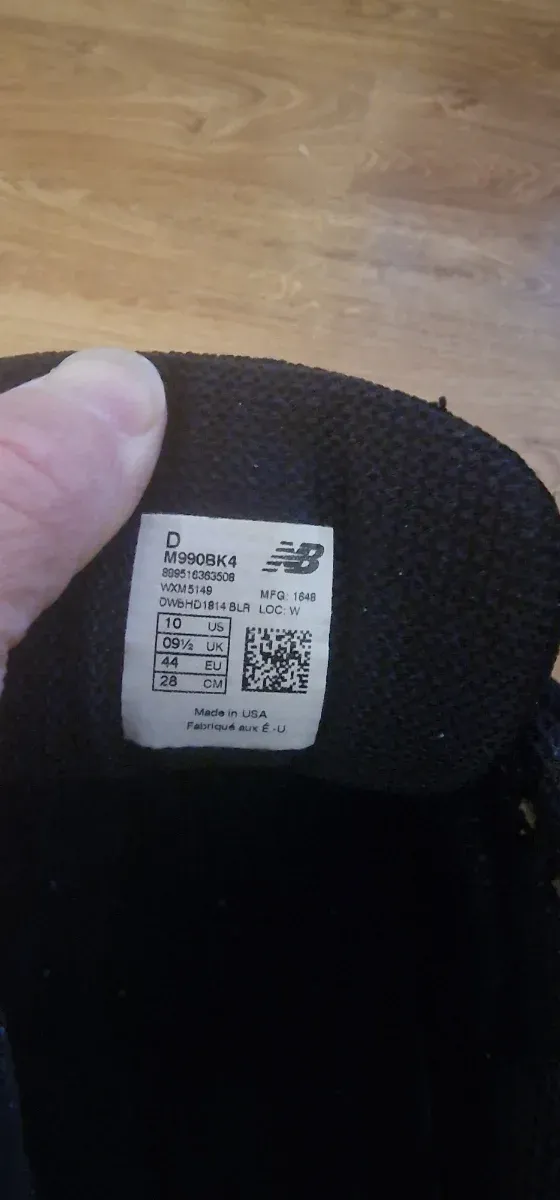 D
M990BK4 NB
889516363508
WXM5149 MFG: 1648
DWBHD1814 BLR LOC: W
10 US
09½ UK
44 EU
28 CM
Made in USA
Fabriqué aux É.-U.